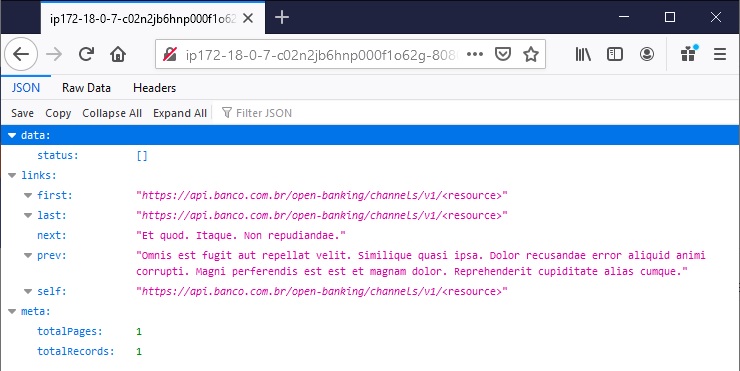 ip172-18-0-7-c02n2jb6hnp000f1o62
ip172-18-0-7-c02n2jb6hnp000f1o62g-808
JSON Raw Data Headers
Save Copy Collapse All Expand All Filter JSON
data:
status: []
links:
first: "https://api.banco.com.br/open-banking/channels/v1/<resource>"
last: "https://api.banco.com.br/open-banking/channels/v1/<resource>"
next: "Et quod. Itaque. Non repudiandae."
prev: "Omnis est fugit aut repellat velit. Similique quasi ipsa. Dolor recusandae error aliquid animi
corrupti. Magni perferendis est est et magnam dolor. Reprehenderit cupiditate alias cumque."
self: "https://api.banco.com.br/open-banking/channels/v1/<resource>"
meta:
totalPages: 1
totalRecords: 1